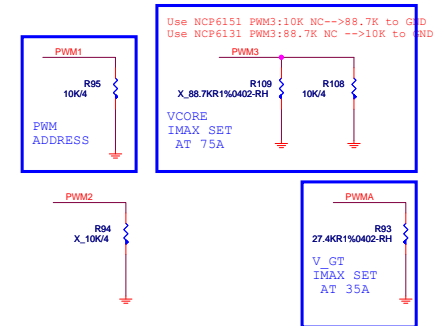 Use NCP6151 PWM3:10K NC-->88.7K to GND
Use NCP6131 PWM3:88.7K NC -->10K to GND
PWM1
R95
10K/4
PWM
ADDRESS
PWM3
R109
X_88.7KR1%0402-RH
R108
10K/4
VCORE
IMAX SET
AT 75A
PWM2
R94
X_10K/4
PWMA
R93
27.4KR1%0402-RH
V_GT
IMAX SET
AT 35A